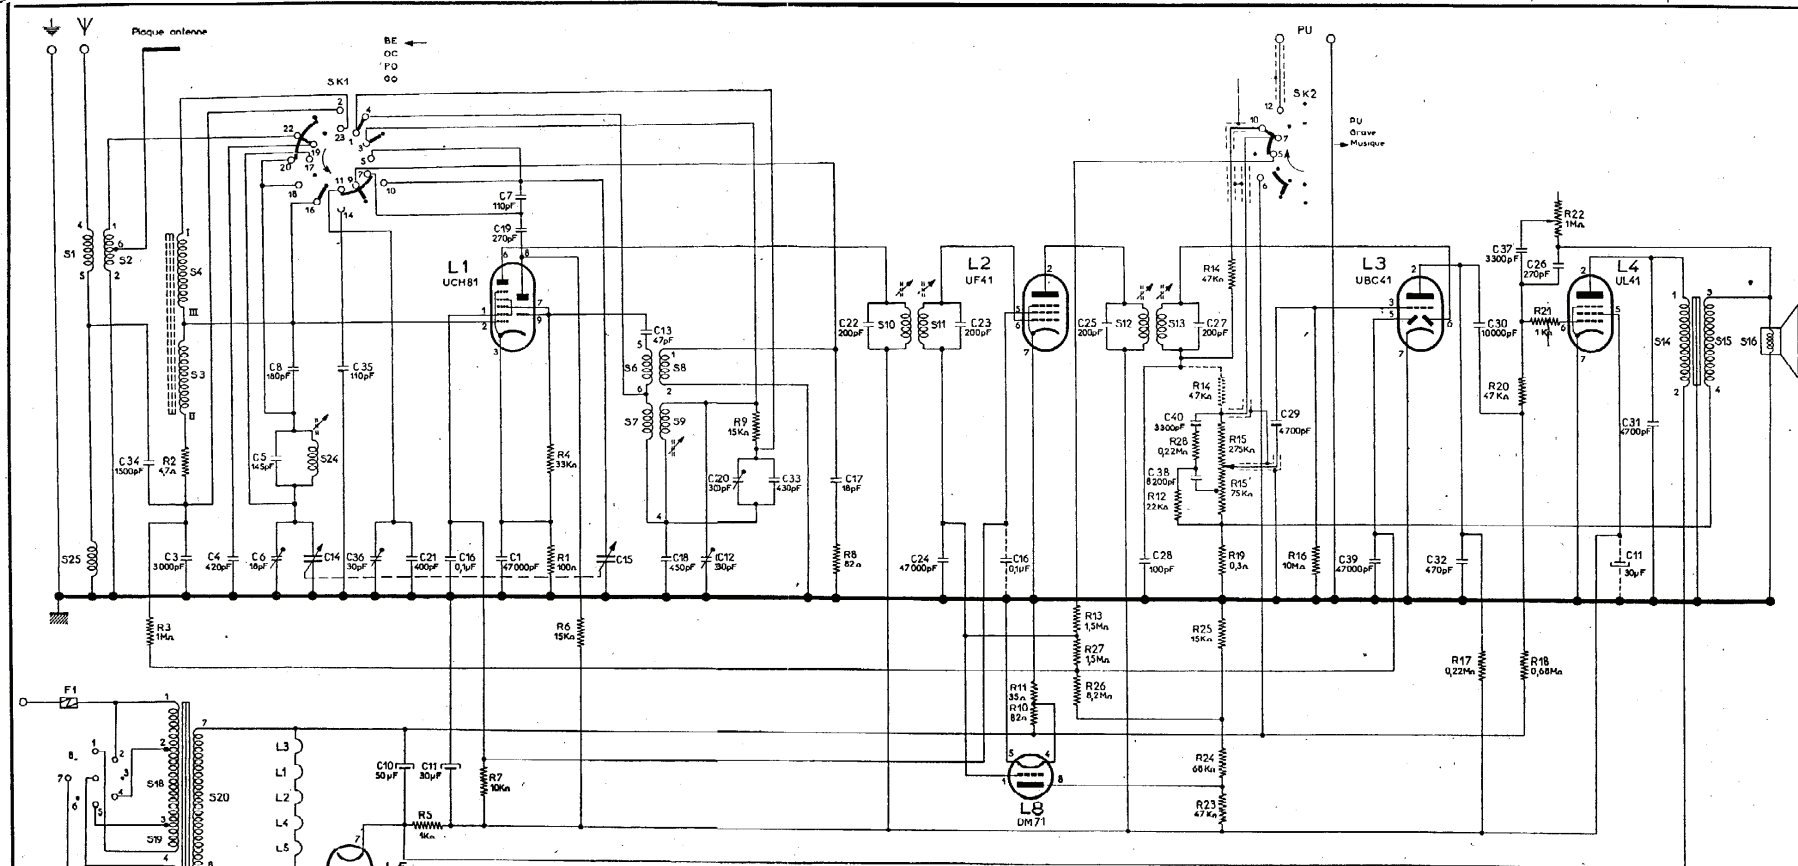 Plaque antenne
BE
OC
PO
GO
SK1
PU
SK2
PU
Grave
Musique
S1
S2
S4
III
S3
II
C34
1500pF
R2
4,7Ω
S25
C3
3000pF
R3
1MΩ
C4
420pF
C8
180pF
C5
145pF
S24
C6
18pF
C14
C35
110pF
C36
30pF
C21
400pF
C16
0,1µF
C7
110pF
C19
270pF
L1
UCH81
C1
47000pF
R4
33KΩ
R1
100Ω
R6
15KΩ
C15
C13
47pF
S6
S8
S7
S9
C18
450pF
C12
30pF
R9
15KΩ
C33
430pF
C17
18pF
R8
82Ω
C22
200pF
S10
S11
C23
200pF
L2
UF41
C24
47000pF
C16
0,1µF
R13
1,5MΩ
R27
1,5MΩ
R26
8,2MΩ
R11
35Ω
R10
82Ω
L8
DM71
C25
200pF
S12
S13
C27
200pF
R14
47KΩ
R14
47KΩ
C40
3300pF
R28
0,22MΩ
C38
8200pF
R12
22KΩ
R15
275KΩ
R15'
75KΩ
C29
4700pF
C28
100pF
R19
0,3Ω
R25
15KΩ
R24
68KΩ
R23
47KΩ
R16
10MΩ
C39
47000pF
L3
UBC41
C32
470pF
C30
10000pF
R17
0,22MΩ
R18
0,68MΩ
R20
47KΩ
R21
1KΩ
C37
3300pF
R22
1MΩ
C26
270pF
L4
UL41
C31
4700pF
C11
30µF
S14
S15
S16
F1
S18
S19
S20
L3
L1
L2
L4
L5
C10
50µF
C11
30µF
R7
10KΩ
R5
1KΩ